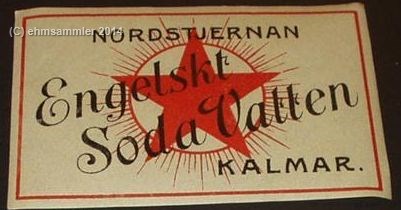 (C) ehmsammler 2014
NORDSTJERNAN
Engelskt
Soda Vatten
KALMAR.